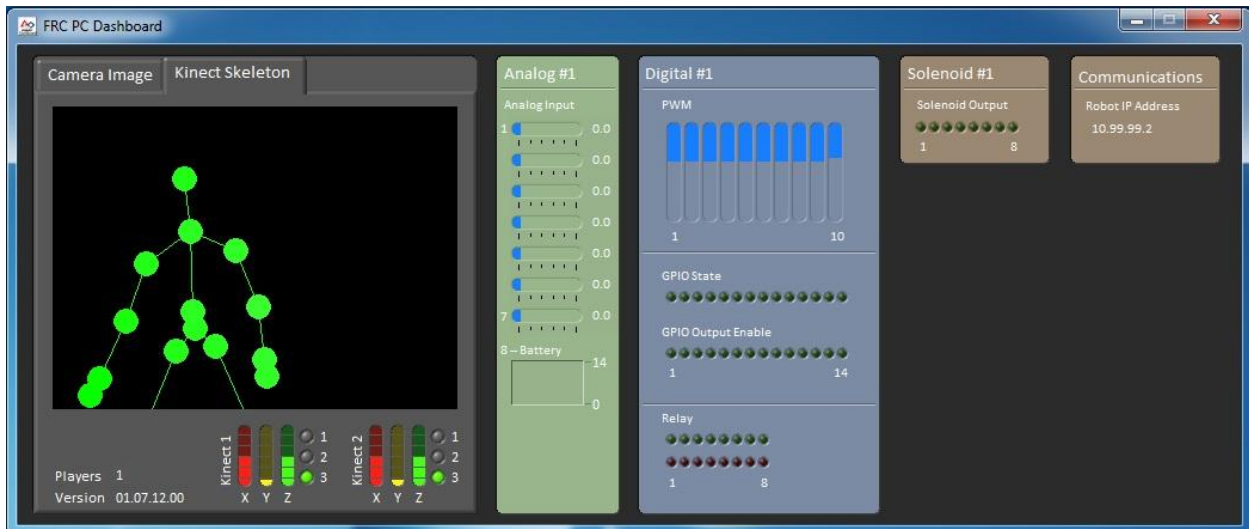 FRC PC Dashboard
Camera Image
Kinect Skeleton
Players 1
Version 01.07.12.00
Kinect 1
X Y Z
1
2
3
Kinect 2
X Y Z
1
2
3
Analog #1
Analog Input
1 0.0
0.0
0.0
0.0
0.0
0.0
7 0.0
8 – Battery
14
0
Digital #1
PWM
1 10
GPIO State
GPIO Output Enable
1 14
Relay
1 8
Solenoid #1
Solenoid Output
1 8
Communications
Robot IP Address
10.99.99.2